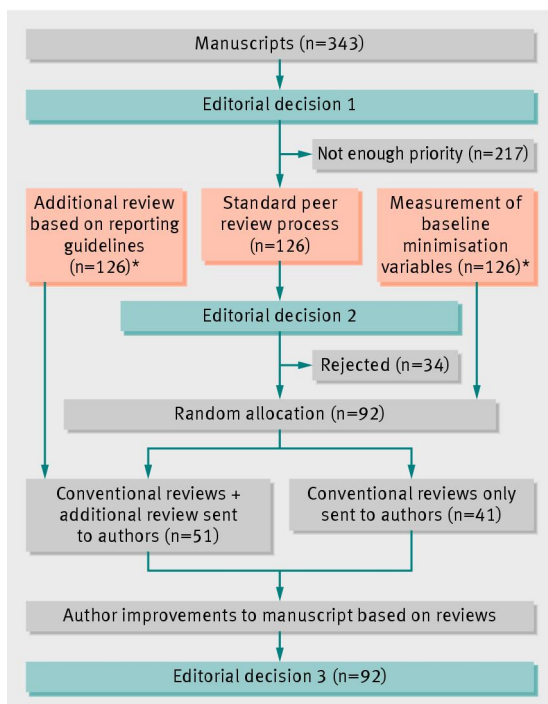 Manuscripts (n=343)
Editorial decision 1
Not enough priority (n=217)
Additional review
based on reporting
guidelines
(n=126)*
Standard peer
review process
(n=126)
Measurement of
baseline
minimisation
variables (n=126)*
Editorial decision 2
Rejected (n=34)
Random allocation (n=92)
Conventional reviews +
additional review sent
to authors (n=51)
Conventional reviews only
sent to authors (n=41)
Author improvements to manuscript based on reviews
Editorial decision 3 (n=92)